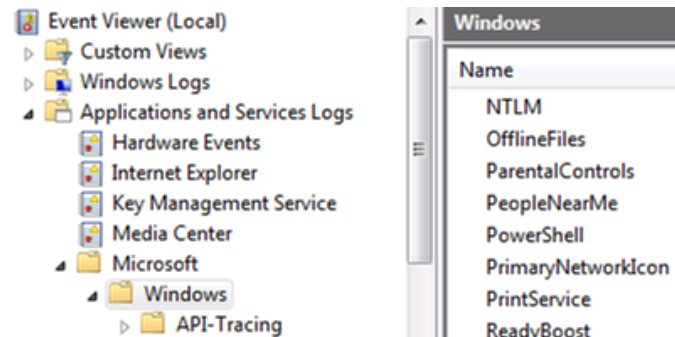 Event Viewer (Local)
Custom Views
Windows Logs
Applications and Services Logs
Hardware Events
Internet Explorer
Key Management Service
Media Center
Microsoft
Windows
API-Tracing
Windows
Name
NTLM
OfflineFiles
ParentalControls
PeopleNearMe
PowerShell
PrimaryNetworkIcon
PrintService
ReadyBoost